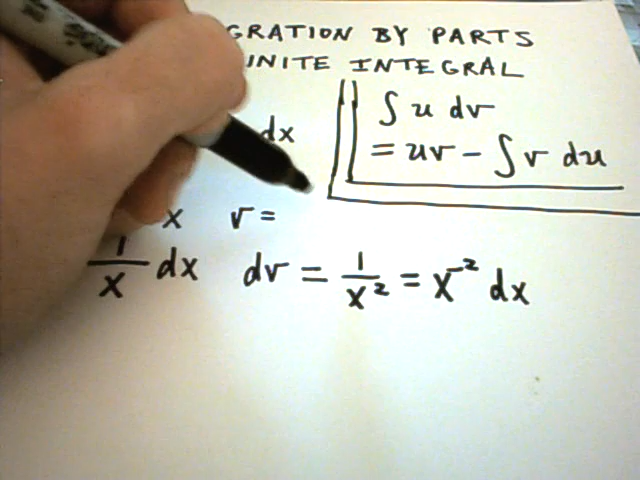 GRATION BY PARTS
INITE INTEGRAL
dx
∫ u dv
= uv - ∫ v du
x v =
1/x dx dv = 1/x² = x⁻² dx